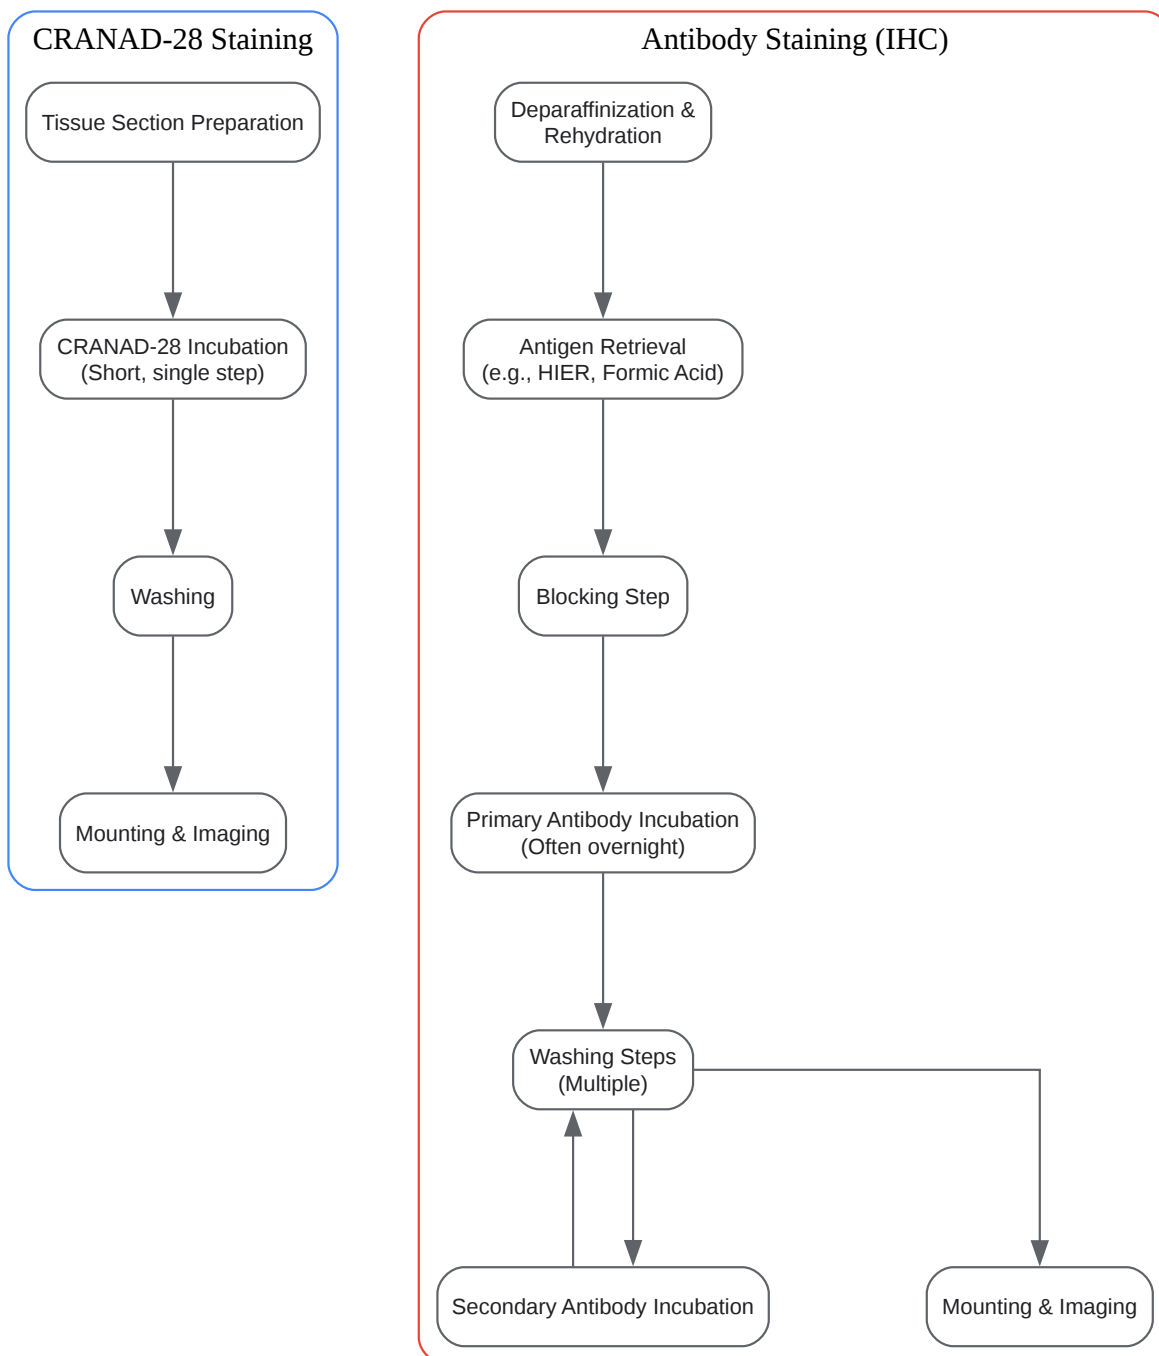 CRANAD-28 Staining
Tissue Section Preparation
CRANAD-28 Incubation
(Short, single step)
Washing
Mounting & Imaging
Antibody Staining (IHC)
Deparaffinization &
Rehydration
Antigen Retrieval
(e.g., HIER, Formic Acid)
Blocking Step
Primary Antibody Incubation
(Often overnight)
Washing Steps
(Multiple)
Secondary Antibody Incubation
Mounting & Imaging